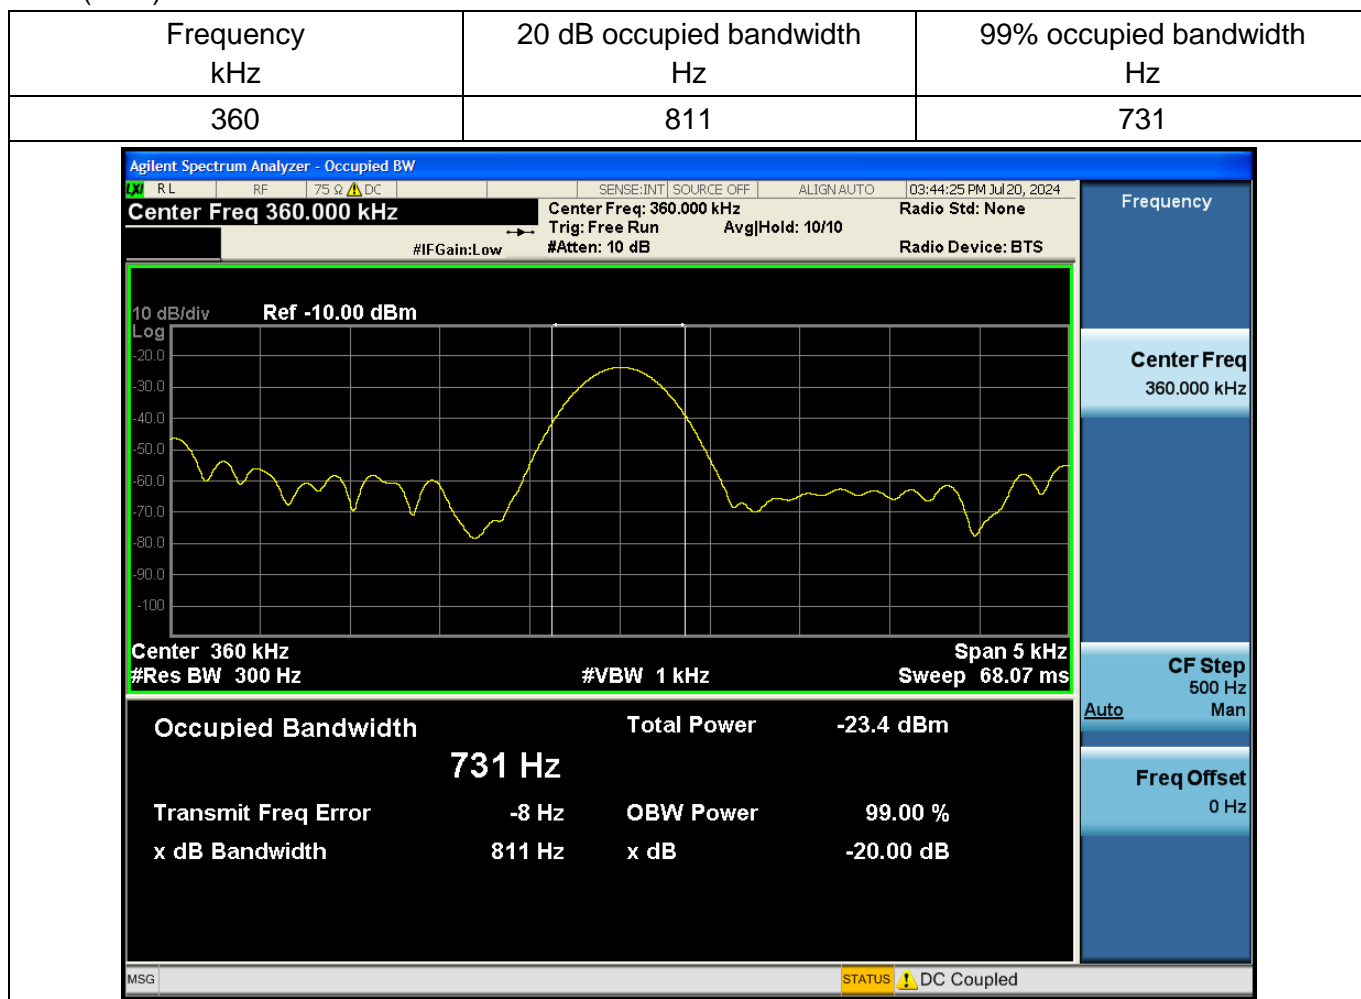 Frequency 20 dB occupied bandwidth 99% occupied bandwidth
kHz Hz Hz
360 811 731
Agilent Spectrum Analyzer - Occupied BW
LXI RL RF 75 Ω DC SENSE:INT SOURCE OFF ALIGN AUTO 03:44:25 PM Jul 20, 2024
Center Freq 360.000 kHz Center Freq: 360.000 kHz Radio Std: None Frequency
Trig: Free Run Avg|Hold: 10/10
#IFGain:Low #Atten: 10 dB Radio Device: BTS
10 dB/div Ref -10.00 dBm
Log
-20.0
-30.0
-40.0
-50.0
-60.0
-70.0
-80.0
-90.0
-100
Center Freq
360.000 kHz
Center 360 kHz Span 5 kHz
#Res BW 300 Hz #VBW 1 kHz Sweep 68.07 ms
CF Step
500 Hz
Auto Man
Occupied Bandwidth Total Power -23.4 dBm
731 Hz
Transmit Freq Error -8 Hz OBW Power 99.00 %
x dB Bandwidth 811 Hz x dB -20.00 dB
Freq Offset
0 Hz
MSG STATUS DC Coupled